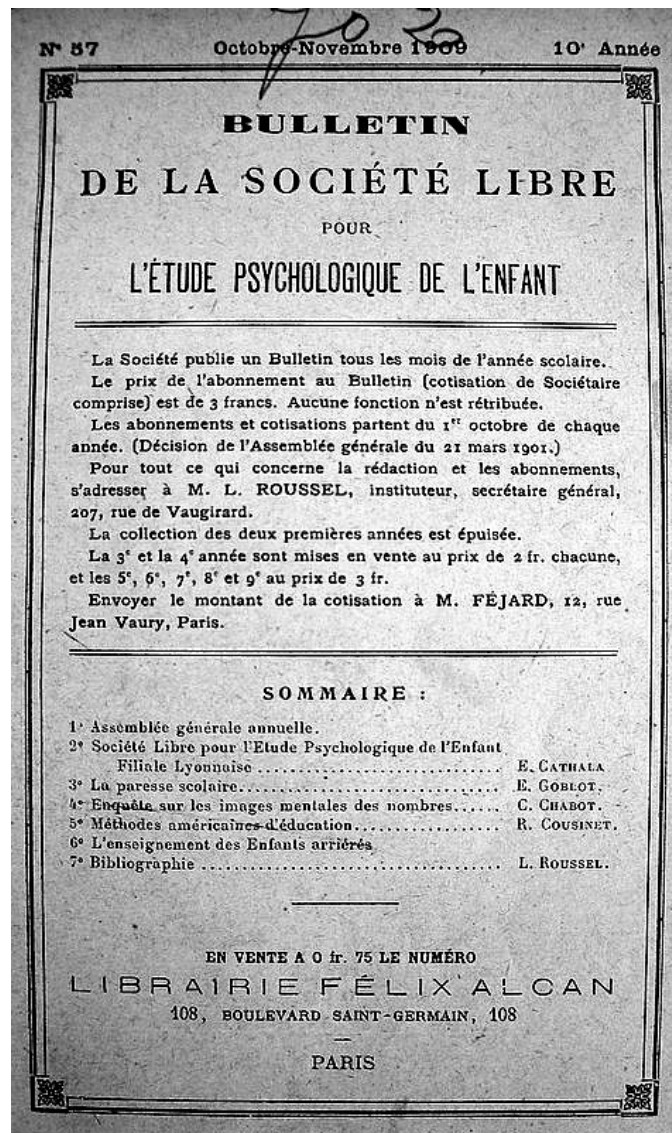 N° 57 Octobre-Novembre 1909 10e Année
BULLETIN
DE LA SOCIÉTÉ LIBRE
POUR
L'ÉTUDE PSYCHOLOGIQUE DE L'ENFANT
La Société publie un Bulletin tous les mois de l'année scolaire.
Le prix de l'abonnement au Bulletin (cotisation de Sociétaire
comprise) est de 3 francs. Aucune fonction n'est rétribuée.
Les abonnements et cotisations partent du 1er octobre de chaque
année. (Décision de l'Assemblée générale du 21 mars 1901.)
Pour tout ce qui concerne la rédaction et les abonnements,
s'adresser à M. L. ROUSSEL, instituteur, secrétaire général,
207, rue de Vaugirard.
La collection des deux premières années est épuisée.
La 3e et la 4e année sont mises en vente au prix de 2 fr. chacune,
et les 5e, 6e, 7e, 8e et 9e au prix de 3 fr.
Envoyer le montant de la cotisation à M. FÉJARD, 12, rue
Jean Vaury, Paris.
SOMMAIRE :
1° Assemblée générale annuelle.
2° Société Libre pour l'Etude Psychologique de l'Enfant
Filiale Lyonnaise .............................. E. CATHALA
3° La paresse scolaire.............................. E. GOBLOT.
4° Enquête sur les images mentales des nombres...... C. CHABOT.
5° Méthodes américaines d'éducation.................. R. COUSINET.
6° L'enseignement des Enfants arriérés
7° Bibliographie .................................... L. ROUSSEL.
EN VENTE A 0 fr. 75 LE NUMÉRO
LIBRAIRIE FÉLIX ALCAN
108, BOULEVARD SAINT-GERMAIN, 108
PARIS